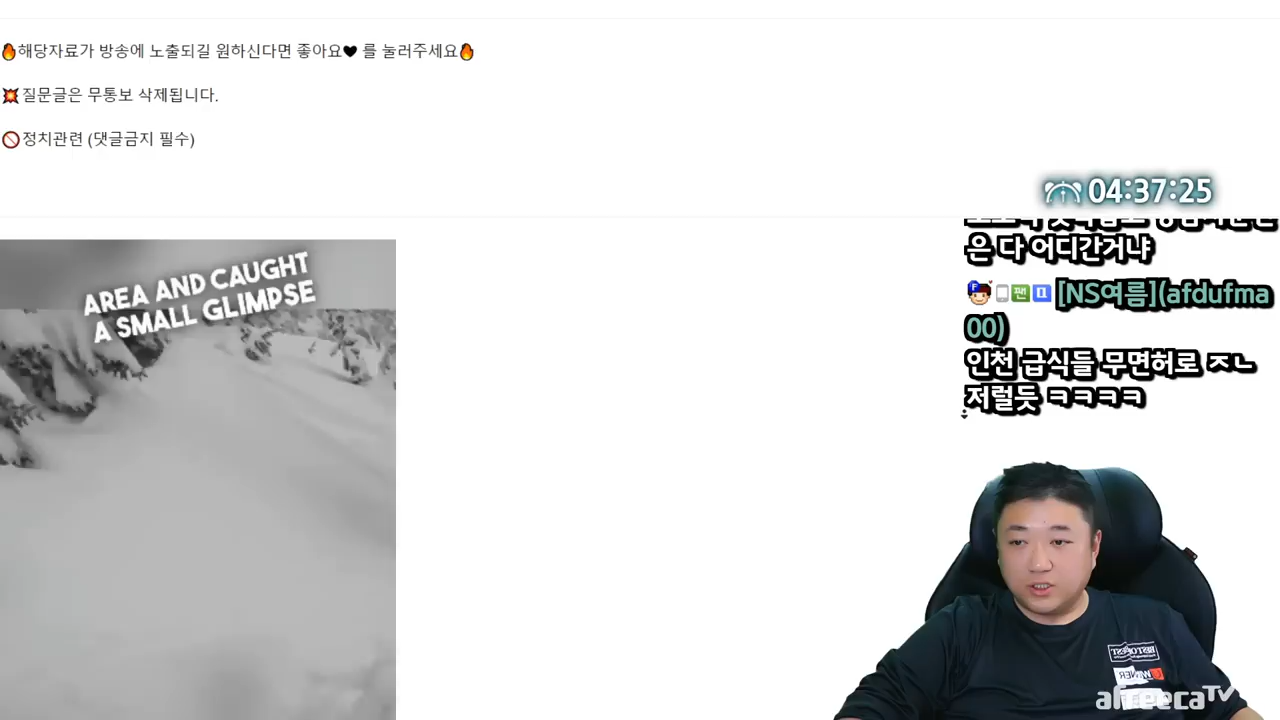 🔥해당자료가 방송에 노출되길 원하신다면 좋아요🖤 를 눌러주세요🔥
💥질문글은 무통보 삭제됩니다.
🚫정치관련 (댓글금지 필수)
04:37:25
은 다 어디간거냐
팬 [NS여름](afdufma
00)
인천 급식들 무면허로 ㅈㄴ
저럴듯 ㅋㅋㅋㅋ
AREA AND CAUGHT
A SMALL GLIMPSE
WINNER
afreecaTV